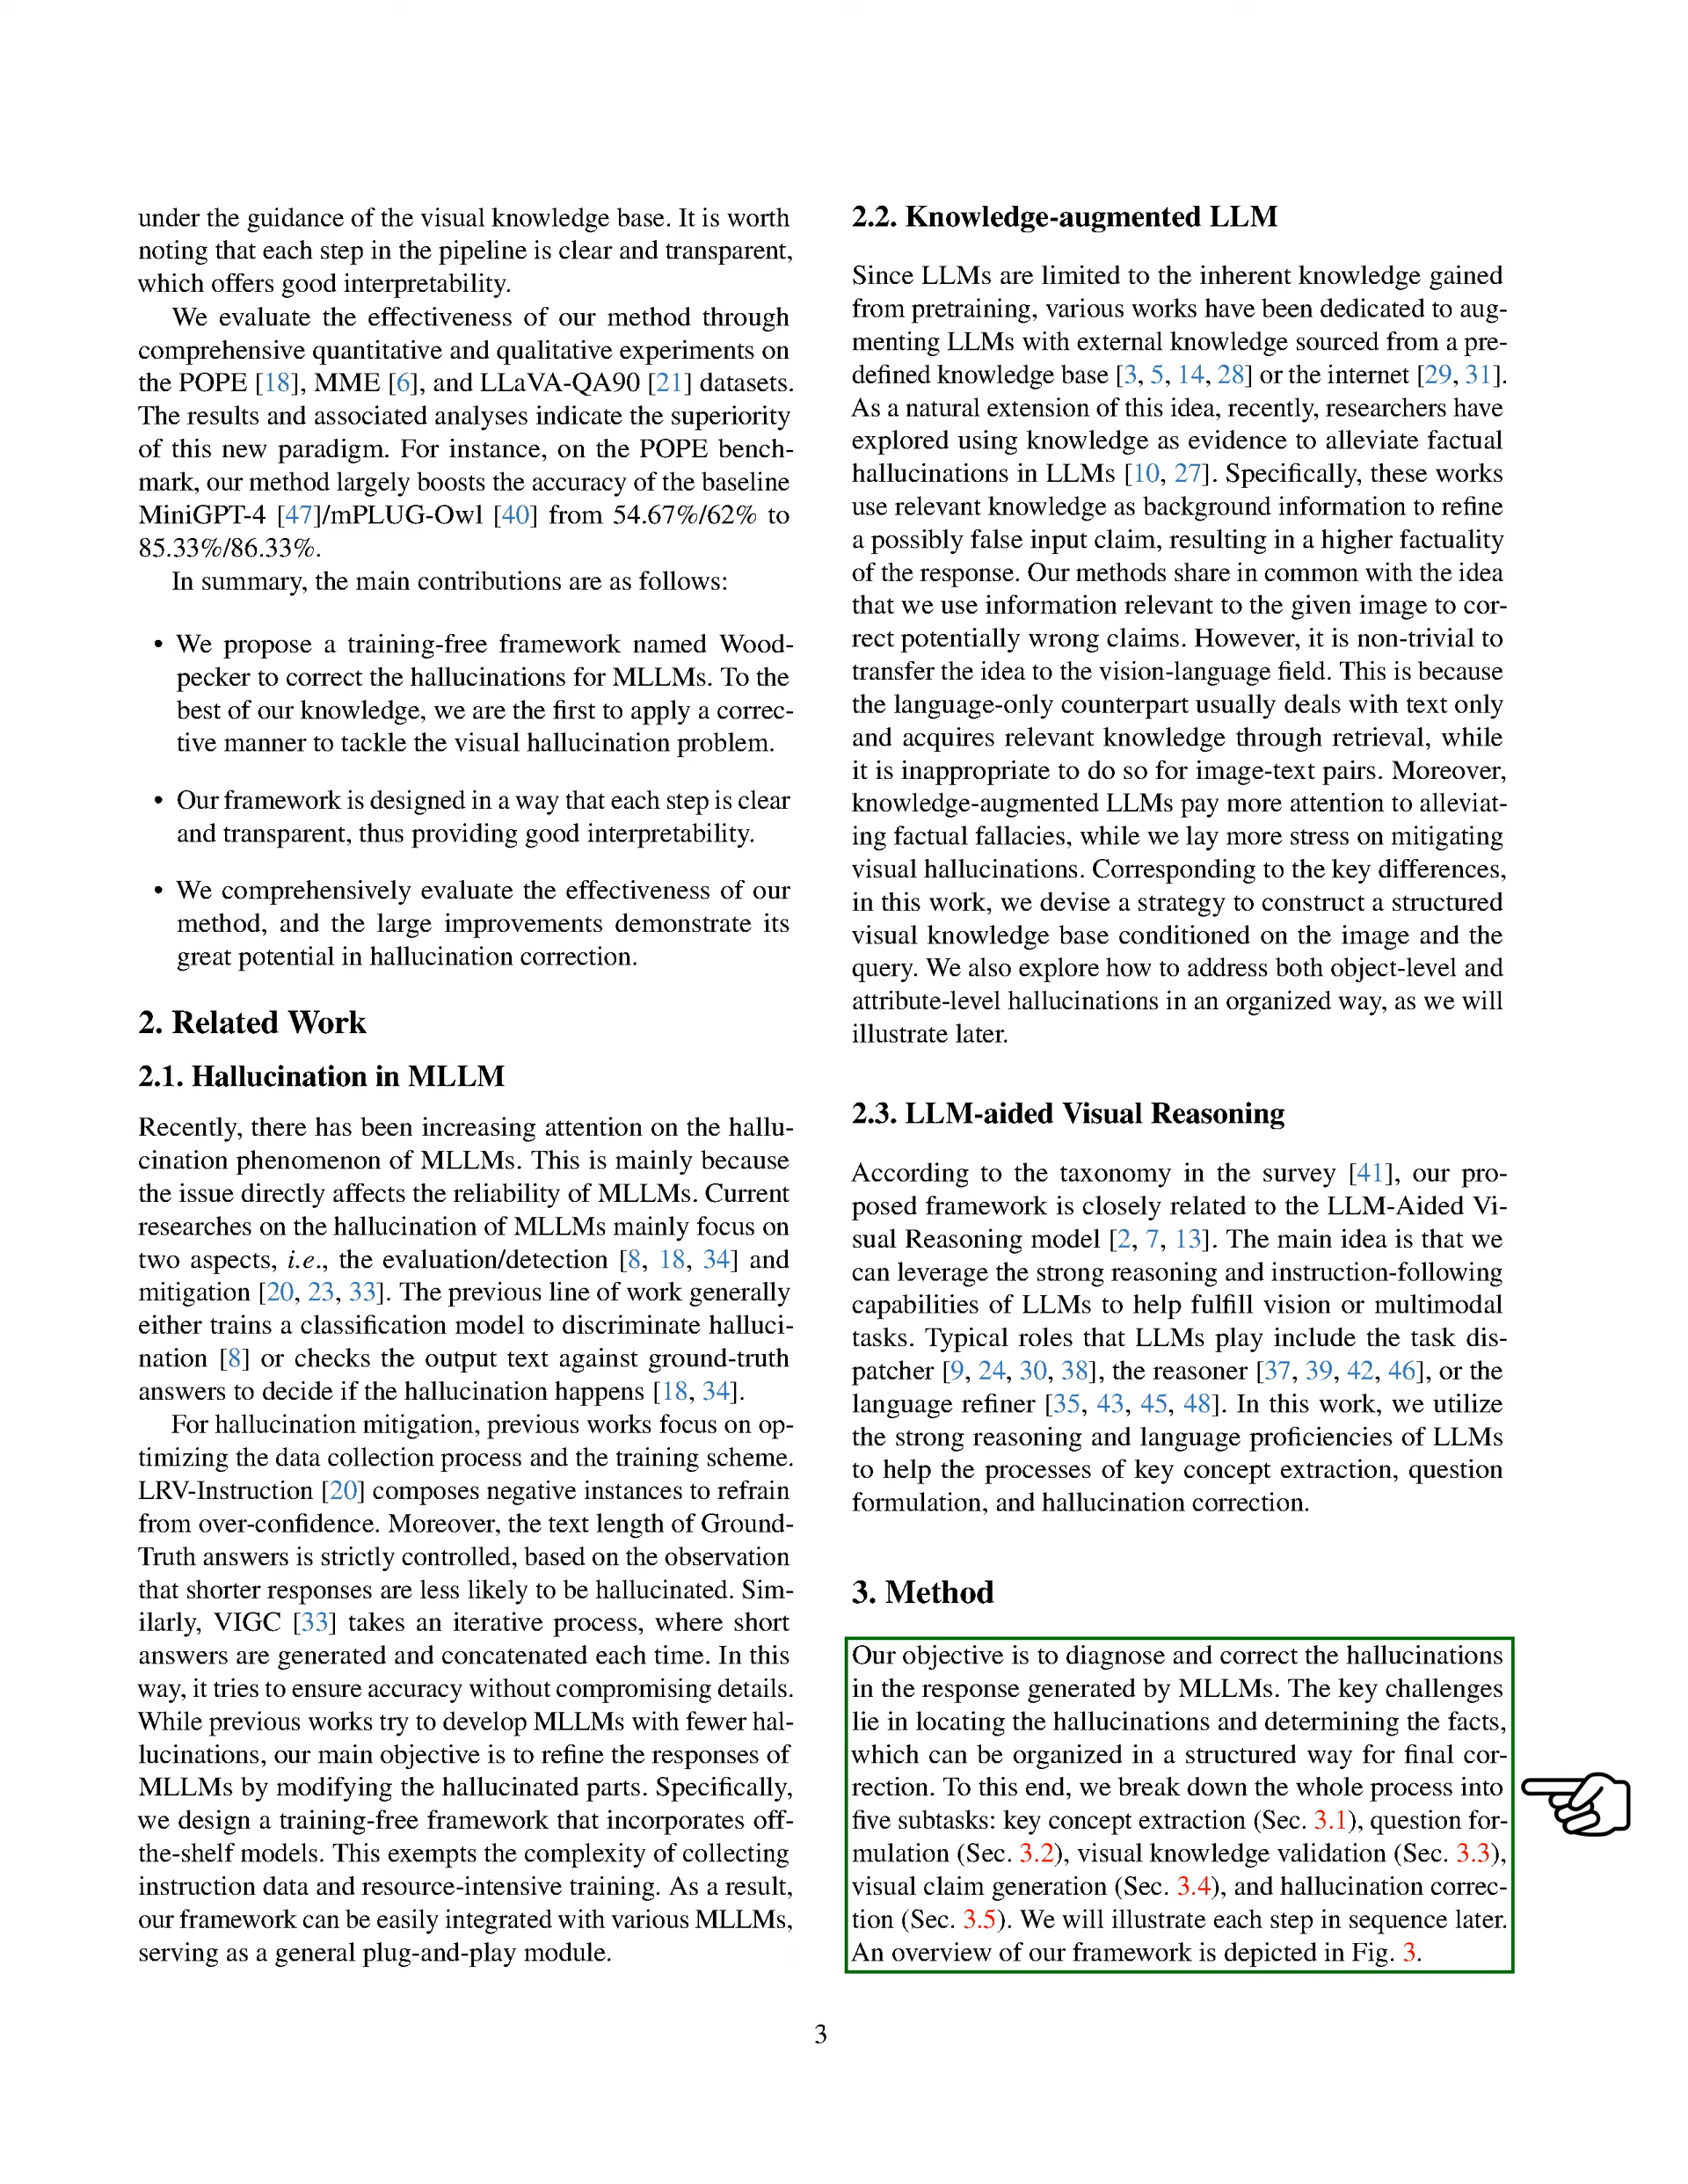 under the guidance of the visual knowledge base. It is worth
noting that each step in the pipeline is clear and transparent,
which offers good interpretability.
We evaluate the effectiveness of our method through
comprehensive quantitative and qualitative experiments on
the POPE [18], MME [6], and LLaVA-QA90 [21] datasets.
The results and associated analyses indicate the superiority
of this new paradigm. For instance, on the POPE bench-
mark, our method largely boosts the accuracy of the baseline
MiniGPT-4 [47]/mPLUG-Owl [40] from 54.67%/62% to
85.33%/86.33%.
In summary, the main contributions are as follows:
• We propose a training-free framework named Wood-
pecker to correct the hallucinations for MLLMs. To the
best of our knowledge, we are the first to apply a correc-
tive manner to tackle the visual hallucination problem.
• Our framework is designed in a way that each step is clear
and transparent, thus providing good interpretability.
• We comprehensively evaluate the effectiveness of our
method, and the large improvements demonstrate its
great potential in hallucination correction.
2. Related Work
2.1. Hallucination in MLLM
Recently, there has been increasing attention on the hallu-
cination phenomenon of MLLMs. This is mainly because
the issue directly affects the reliability of MLLMs. Current
researches on the hallucination of MLLMs mainly focus on
two aspects, i.e., the evaluation/detection [8, 18, 34] and
mitigation [20, 23, 33]. The previous line of work generally
either trains a classification model to discriminate halluci-
nation [8] or checks the output text against ground-truth
answers to decide if the hallucination happens [18, 34].
For hallucination mitigation, previous works focus on op-
timizing the data collection process and the training scheme.
LRV-Instruction [20] composes negative instances to refrain
from over-confidence. Moreover, the text length of Ground-
Truth answers is strictly controlled, based on the observation
that shorter responses are less likely to be hallucinated. Sim-
ilarly, VIGC [33] takes an iterative process, where short
answers are generated and concatenated each time. In this
way, it tries to ensure accuracy without compromising details.
While previous works try to develop MLLMs with fewer hal-
lucinations, our main objective is to refine the responses of
MLLMs by modifying the hallucinated parts. Specifically,
we design a training-free framework that incorporates off-
the-shelf models. This exempts the complexity of collecting
instruction data and resource-intensive training. As a result,
our framework can be easily integrated with various MLLMs,
serving as a general plug-and-play module.
2.2. Knowledge-augmented LLM
Since LLMs are limited to the inherent knowledge gained
from pretraining, various works have been dedicated to aug-
menting LLMs with external knowledge sourced from a pre-
defined knowledge base [3, 5, 14, 28] or the internet [29, 31].
As a natural extension of this idea, recently, researchers have
explored using knowledge as evidence to alleviate factual
hallucinations in LLMs [10, 27]. Specifically, these works
use relevant knowledge as background information to refine
a possibly false input claim, resulting in a higher factuality
of the response. Our methods share in common with the idea
that we use information relevant to the given image to cor-
rect potentially wrong claims. However, it is non-trivial to
transfer the idea to the vision-language field. This is because
the language-only counterpart usually deals with text only
and acquires relevant knowledge through retrieval, while
it is inappropriate to do so for image-text pairs. Moreover,
knowledge-augmented LLMs pay more attention to alleviat-
ing factual fallacies, while we lay more stress on mitigating
visual hallucinations. Corresponding to the key differences,
in this work, we devise a strategy to construct a structured
visual knowledge base conditioned on the image and the
query. We also explore how to address both object-level and
attribute-level hallucinations in an organized way, as we will
illustrate later.
2.3. LLM-aided Visual Reasoning
According to the taxonomy in the survey [41], our pro-
posed framework is closely related to the LLM-Aided Vi-
sual Reasoning model [2, 7, 13]. The main idea is that we
can leverage the strong reasoning and instruction-following
capabilities of LLMs to help fulfill vision or multimodal
tasks. Typical roles that LLMs play include the task dis-
patcher [9, 24, 30, 38], the reasoner [37, 39, 42, 46], or the
language refiner [35, 43, 45, 48]. In this work, we utilize
the strong reasoning and language proficiencies of LLMs
to help the processes of key concept extraction, question
formulation, and hallucination correction.
3. Method
Our objective is to diagnose and correct the hallucinations
in the response generated by MLLMs. The key challenges
lie in locating the hallucinations and determining the facts,
which can be organized in a structured way for final cor-
rection. To this end, we break down the whole process into
five subtasks: key concept extraction (Sec. 3.1), question for-
mulation (Sec. 3.2), visual knowledge validation (Sec. 3.3),
visual claim generation (Sec. 3.4), and hallucination correc-
tion (Sec. 3.5). We will illustrate each step in sequence later.
An overview of our framework is depicted in Fig. 3.
3